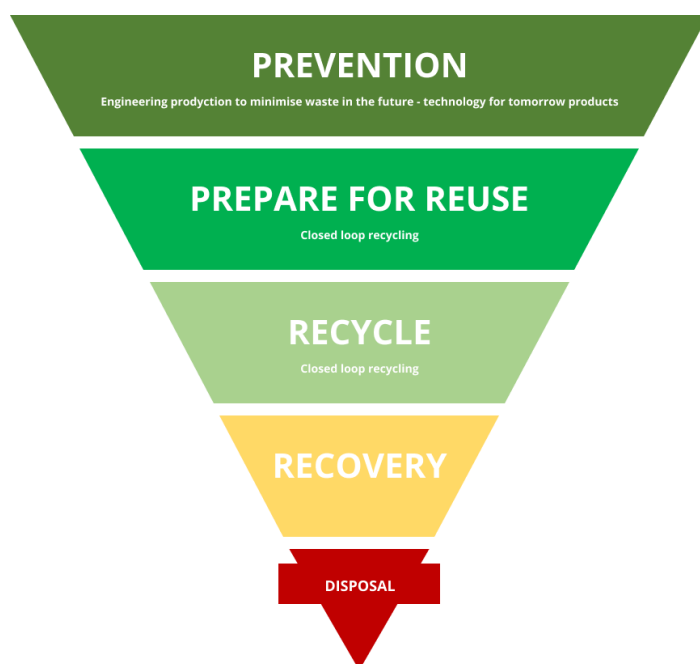 PREVENTION
Engineering prodyction to minimise waste in the future - technology for tomorrow products
PREPARE FOR REUSE
Closed loop recycling
RECYCLE
Closed loop recycling
RECOVERY
DISPOSAL